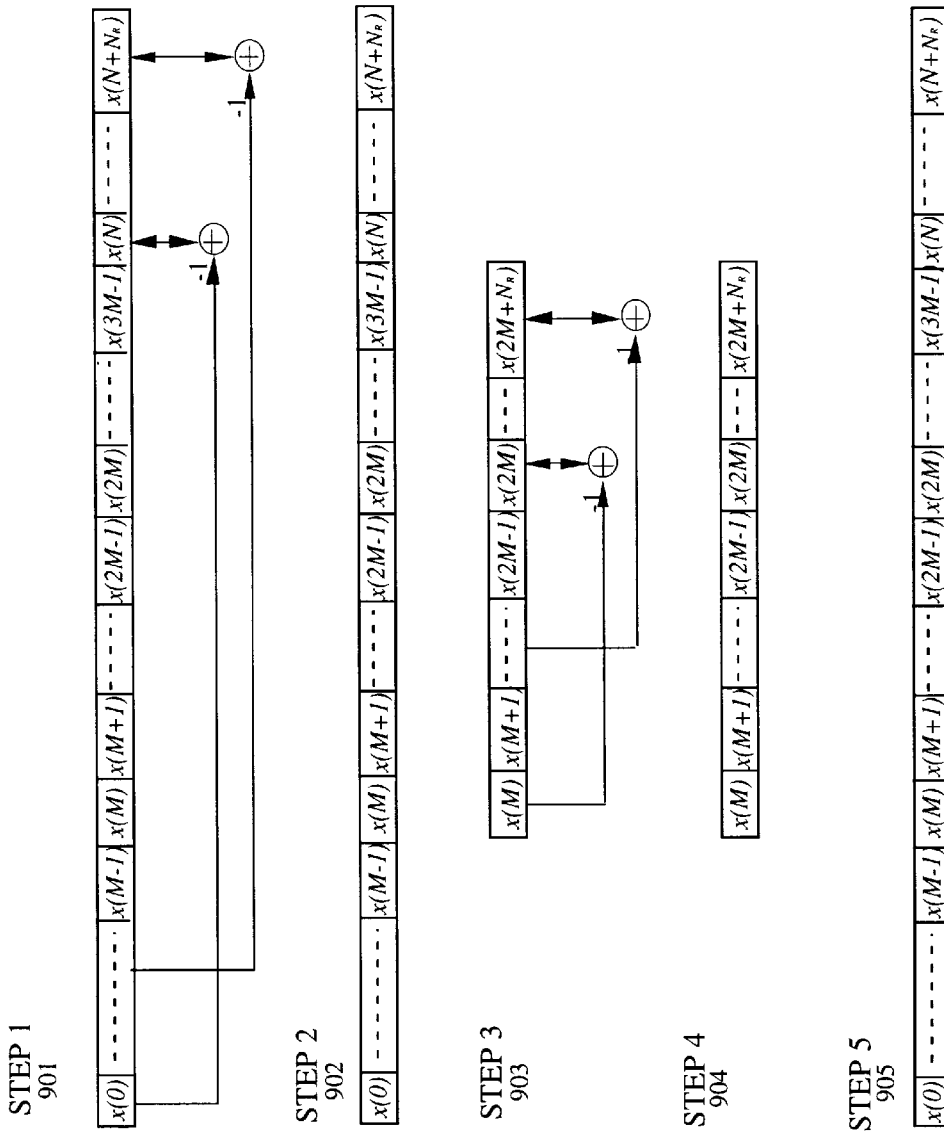 STEP 1
901
x(0) ------- x(M-1) x(M) x(M+1) ----- x(2M-1) x(2M) ----- x(3M-1) x(N) ----- x(N+N_R)
-1
-1
STEP 2
902
x(0) ------- x(M-1) x(M) x(M+1) ----- x(2M-1) x(2M) ----- x(3M-1) x(N) ----- x(N+N_R)
STEP 3
903
x(M) x(M+1) ----- x(2M-1) x(2M) --- x(2M+N_R)
-1
-1
STEP 4
904
x(M) x(M+1) ----- x(2M-1) x(2M) --- x(2M+N_R)
STEP 5
905
x(0) ------- x(M-1) x(M) x(M+1) ----- x(2M-1) x(2M) ----- x(3M-1) x(N) ----- x(N+N_R)